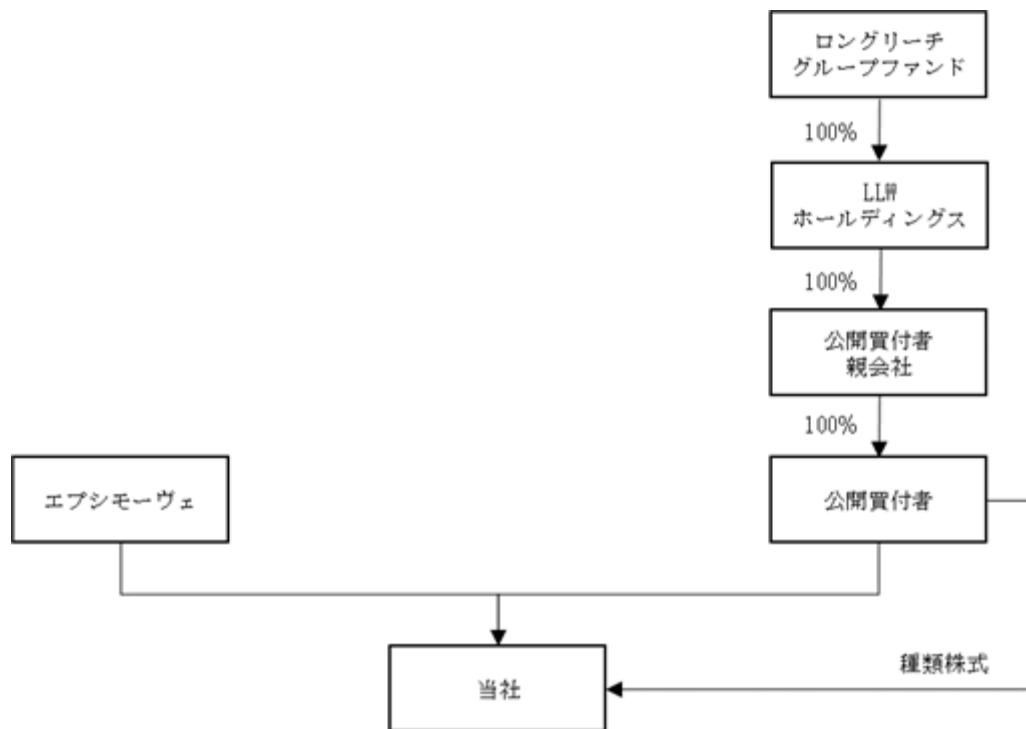 ロングリーチ
グループファンド
100%
LLW
ホールディングス
100%
公開買付者
親会社
100%
エプシモーヴェ
公開買付者
種類株式
当社